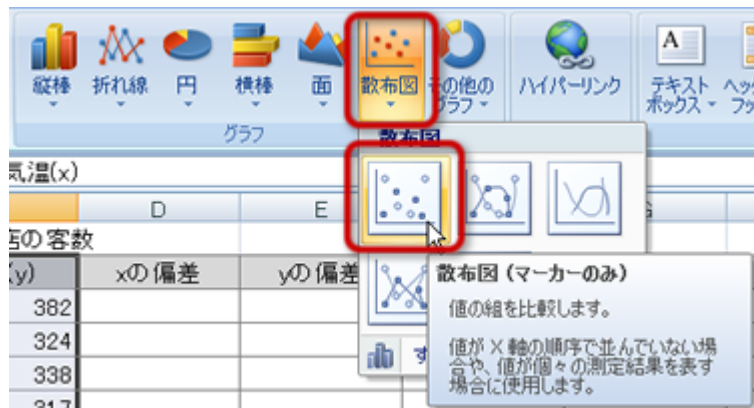 縦棒 折れ線 円 横棒 面 散布図 その他の ハイパーリンク テキスト
グラフ ボックス
グラフ
散布図
気温(x)
D E G
店の客数
(y) xの偏差 yの偏差
382
324
338
317
散布図 (マーカーのみ)
値の組を比較します。
値が X 軸の順序で並んでいない場
合や、値が個々の測定結果を表す
場合に使用します。